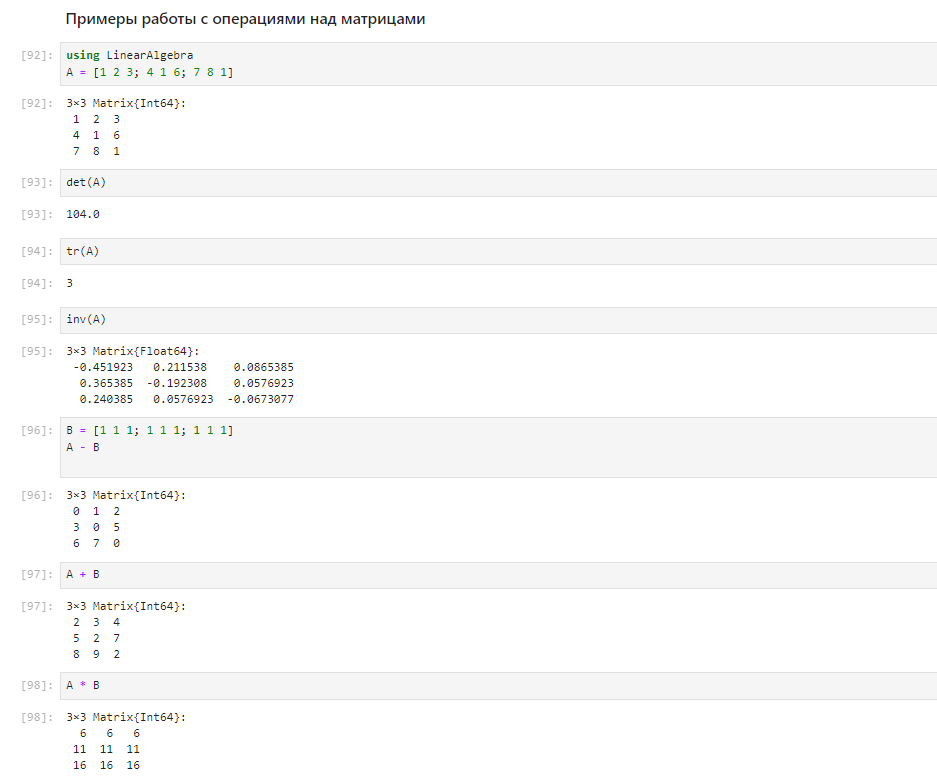 Примеры работы с операциями над матрицами
[92]: using LinearAlgebra
A = [1 2 3; 4 1 6; 7 8 1]
[92]: 3×3 Matrix{Int64}:
1 2 3
4 1 6
7 8 1
[93]: det(A)
[93]: 104.0
[94]: tr(A)
[94]: 3
[95]: inv(A)
[95]: 3×3 Matrix{Float64}:
-0.451923 0.211538 0.0865385
0.365385 -0.192308 0.0576923
0.240385 0.0576923 -0.0673077
[96]: B = [1 1 1; 1 1 1; 1 1 1]
A - B
[96]: 3×3 Matrix{Int64}:
0 1 2
3 0 5
6 7 0
[97]: A + B
[97]: 3×3 Matrix{Int64}:
2 3 4
5 2 7
8 9 2
[98]: A * B
[98]: 3×3 Matrix{Int64}:
6 6 6
11 11 11
16 16 16